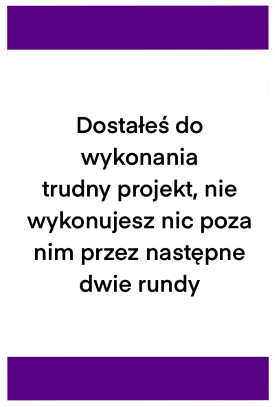 Dostałeś do
wykonania
trudny projekt, nie
wykonujesz nic poza
nim przez następne
dwie rundy